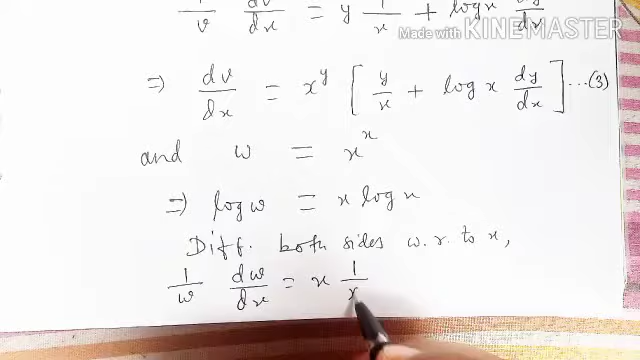 1/v dv/dx = y 1/x + log x dy/dx
Made with KINEMASTER
⇒ dv/dx = x^y [ y/x + log x dy/dx ] ...(3)
and w = x^x
⇒ log w = x log x
Diff. both sides w.r. to x,
1/w dw/dx = x 1/x